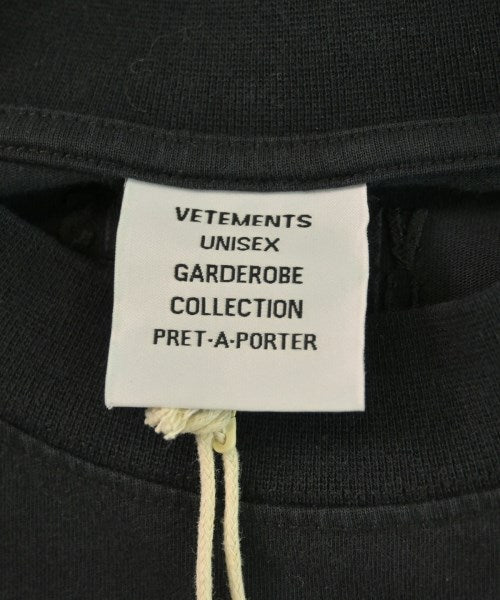 VETEMENTS
UNISEX
GARDEROBE
COLLECTION
PRET-A-PORTER